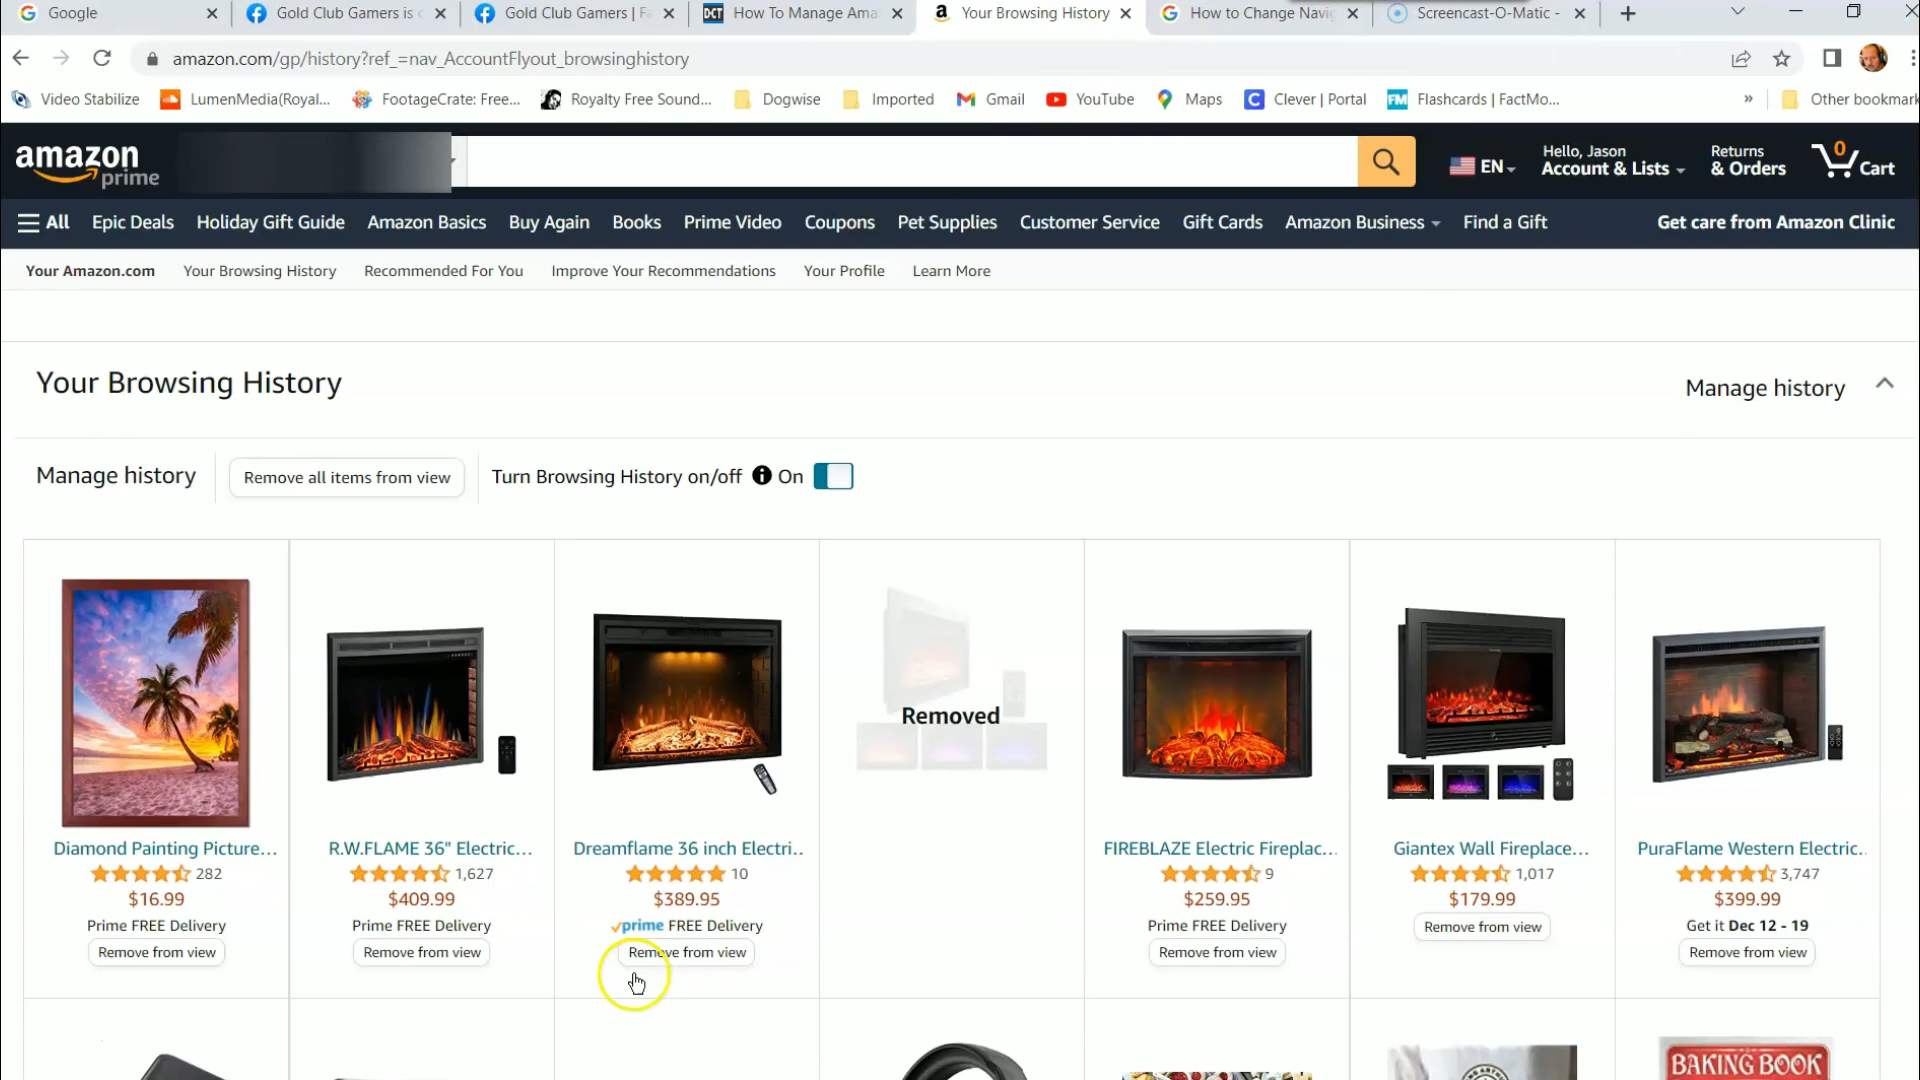 Google
Gold Club Gamers is c
Gold Club Gamers | Fa
How To Manage Amaz
Your Browsing History
How to Change Navig
Screencast-O-Matic -
amazon.com/gp/history?ref_=nav_AccountFlyout_browsinghistory
Video Stabilize
LumenMedia(Royal...
FootageCrate: Free...
Royalty Free Sound...
Dogwise
Imported
Gmail
YouTube
Maps
Clever | Portal
Flashcards | FactMo...
»
Other bookmark
amazon prime
EN
Hello, Jason
Account & Lists
Returns
& Orders
0
Cart
All
Epic Deals
Holiday Gift Guide
Amazon Basics
Buy Again
Books
Prime Video
Coupons
Pet Supplies
Customer Service
Gift Cards
Amazon Business
Find a Gift
Get care from Amazon Clinic
Your Amazon.com
Your Browsing History
Recommended For You
Improve Your Recommendations
Your Profile
Learn More
Your Browsing History
Manage history
Manage history
Remove all items from view
Turn Browsing History on/off
On
Removed
Diamond Painting Picture...
282
$16.99
Prime FREE Delivery
Remove from view
R.W.FLAME 36" Electric...
1,627
$409.99
Prime FREE Delivery
Remove from view
Dreamflame 36 inch Electri..
10
$389.95
prime FREE Delivery
Remove from view
FIREBLAZE Electric Fireplac...
9
$259.95
Prime FREE Delivery
Remove from view
Giantex Wall Fireplace...
1,017
$179.99
Remove from view
PuraFlame Western Electric..
3,747
$399.99
Get it Dec 12 - 19
Remove from view
BAKING BOOK